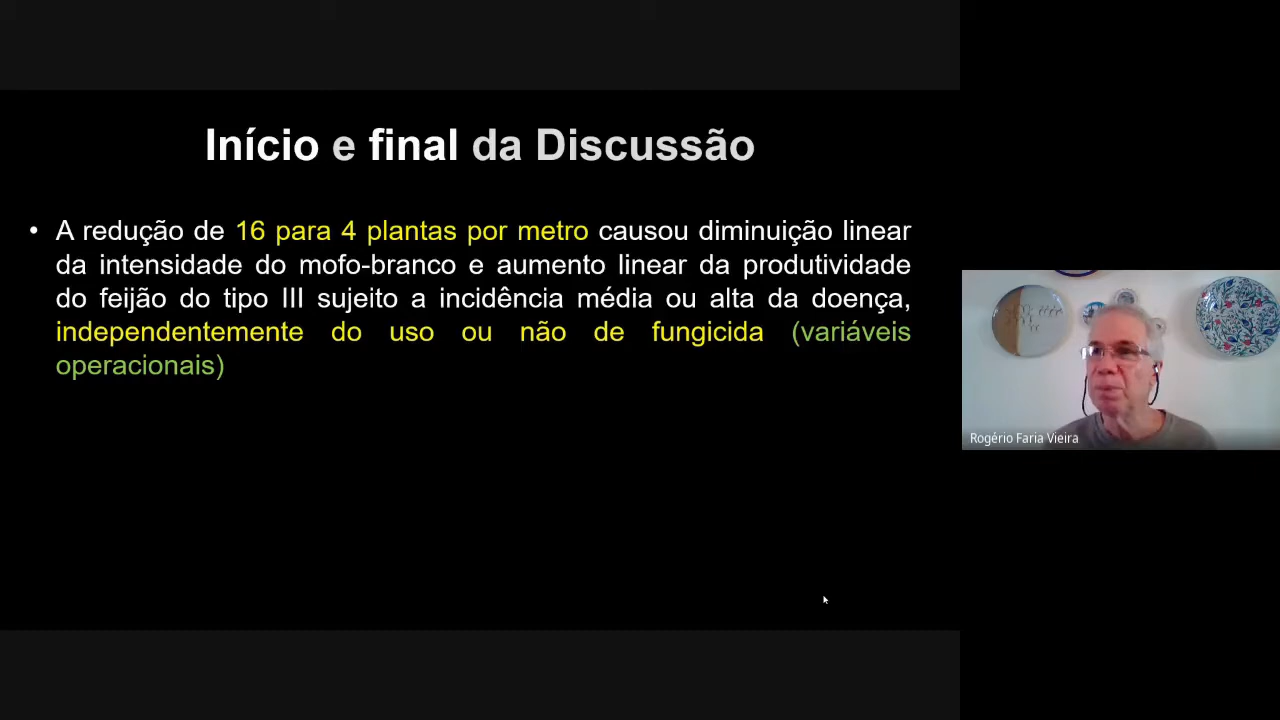 Início e final da Discussão
• A redução de 16 para 4 plantas por metro causou diminuição linear
da intensidade do mofo-branco e aumento linear da produtividade
do feijão do tipo III sujeito a incidência média ou alta da doença,
independentemente do uso ou não de fungicida (variáveis
operacionais)
Rogério Faria Vieira